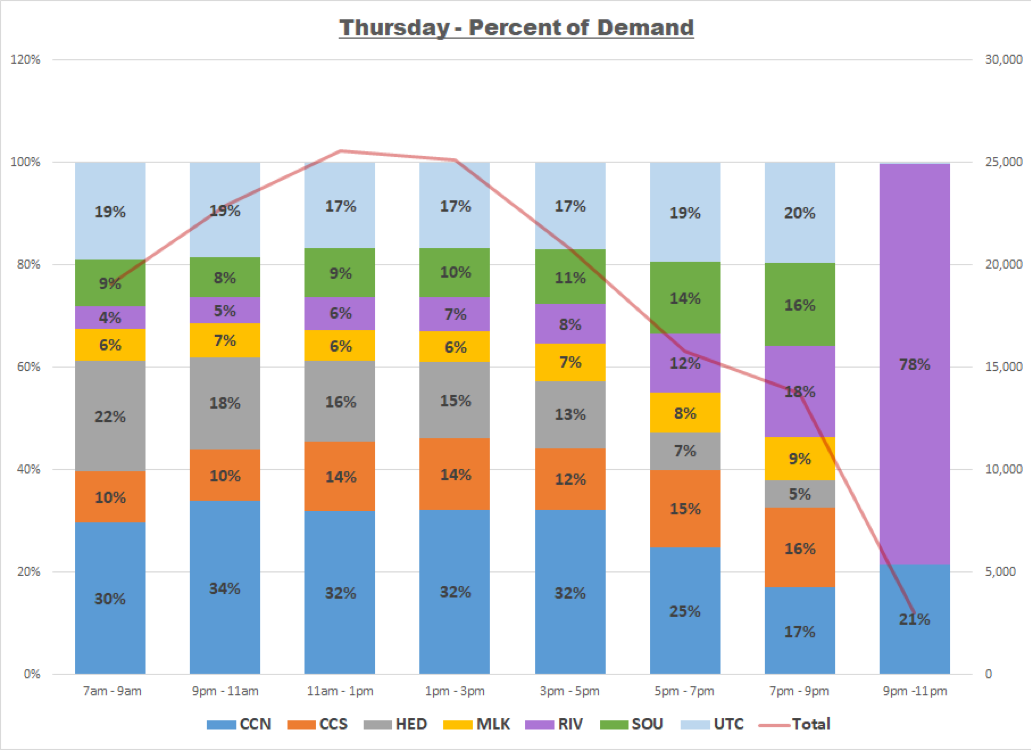 Thursday - Percent of Demand
120% 30,000
100% 25,000
19% 19% 17% 17% 17% 19% 20%
80% 20,000
9% 8% 9% 10% 11% 14% 16%
4% 5% 6% 7% 8% 12% 18% 78%
6% 7% 6% 6% 7% 8% 9%
60% 15,000
22% 18% 16% 15% 13% 7% 5%
40% 10,000
10% 10% 14% 14% 12% 15% 16%
20% 5,000
30% 34% 32% 32% 32% 25% 17% 21%
0% 0
7am - 9am 9pm - 11am 11am - 1pm 1pm - 3pm 3pm - 5pm 5pm - 7pm 7pm - 9pm 9pm -11pm
CCN CCS HED MLK RIV SOU UTC Total